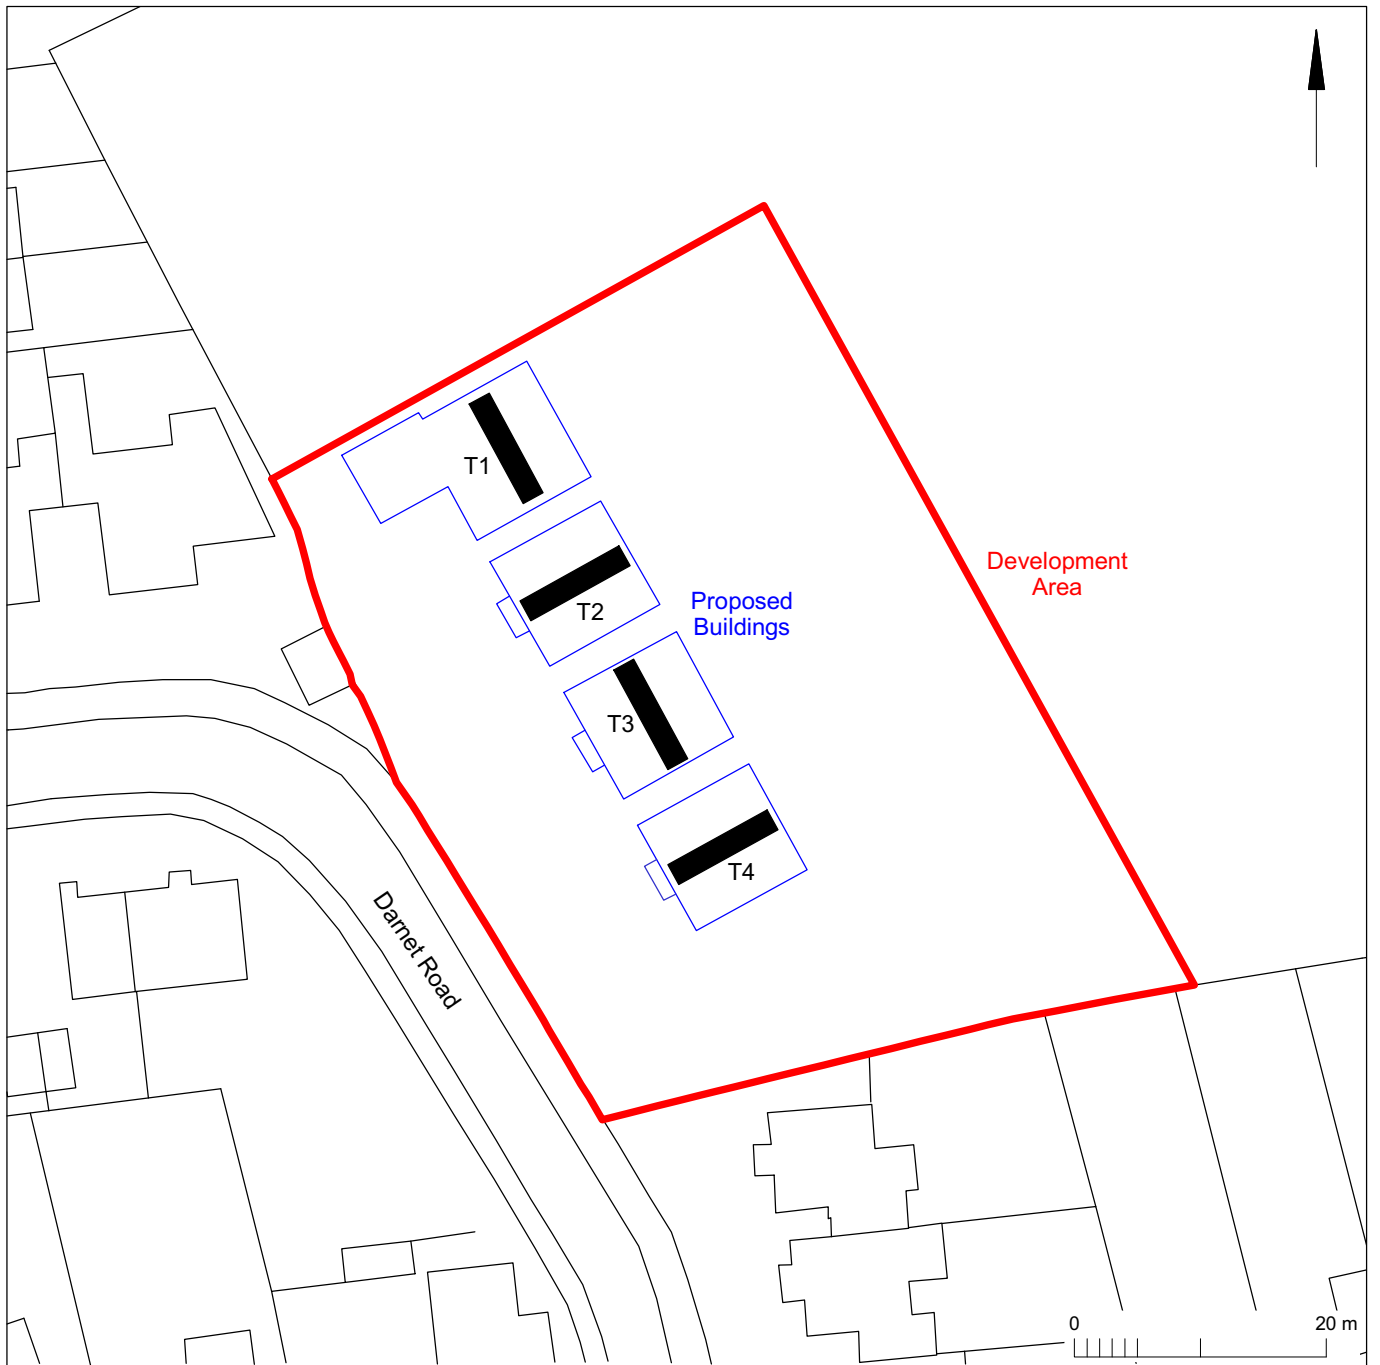 T1
Development
Area
Proposed
Buildings
T2
T3
T4
Darnet Road
0
20 m